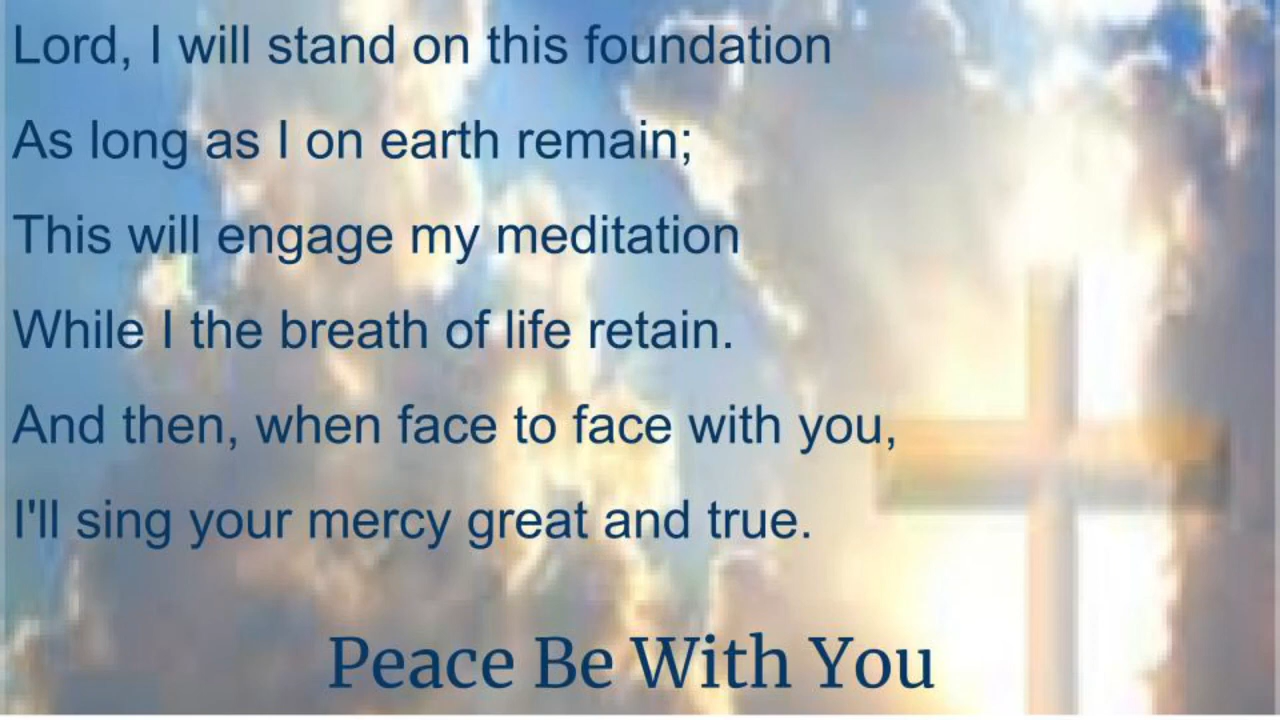 Lord, I will stand on this foundation
As long as I on earth remain;
This will engage my meditation
While I the breath of life retain.
And then, when face to face with you,
I'll sing your mercy great and true.
Peace Be With You